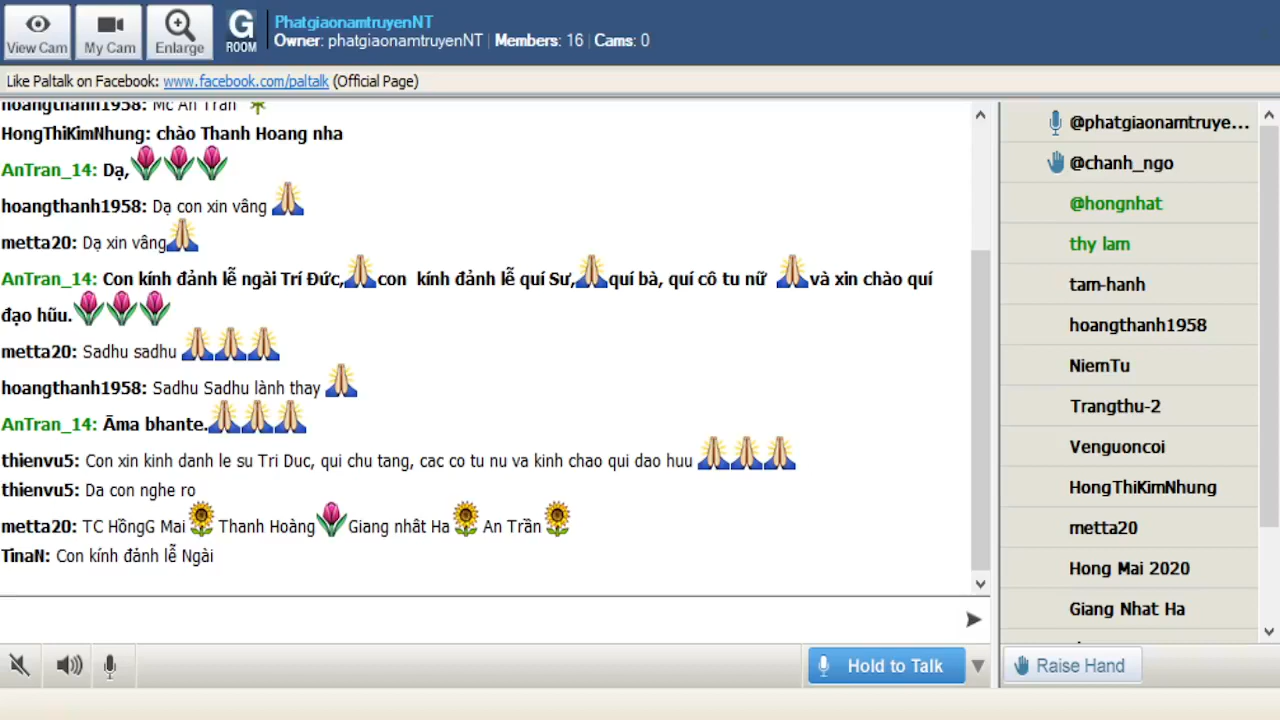 View Cam
My Cam
Enlarge
G
ROOM
PhatgiaonamtruyenNT
Owner: phatgiaonamtruyenNT | Members: 16 | Cams: 0
Like Paltalk on Facebook: www.facebook.com/paltalk (Official Page)
hoangthanh1958: Mc An Tran
HongThiKimNhung: chào Thanh Hoang nha
AnTran_14: Dạ,
hoangthanh1958: Dạ con xin vâng
metta20: Dạ xin vâng
AnTran_14: Con kính đảnh lễ ngài Trí Đức, con kính đảnh lễ quí Sư, quí bà, quí cô tu nữ và xin chào quí
đạo hũu.
metta20: Sadhu sadhu
hoangthanh1958: Sadhu Sadhu lành thay
AnTran_14: Āma bhante.
thienvu5: Con xin kinh danh le su Tri Duc, qui chu tang, cac co tu nu va kinh chao qui dao huu
thienvu5: Da con nghe ro
metta20: TC HồngG Mai Thanh Hoàng Giang nhât Ha An Trần
TinaN: Con kính đảnh lễ Ngài
Hold to Talk
@phatgiaonamtruye...
@chanh_ngo
@hongnhat
thy lam
tam-hanh
hoangthanh1958
NiemTu
Trangthu-2
Venguoncoi
HongThiKimNhung
metta20
Hong Mai 2020
Giang Nhat Ha
Raise Hand